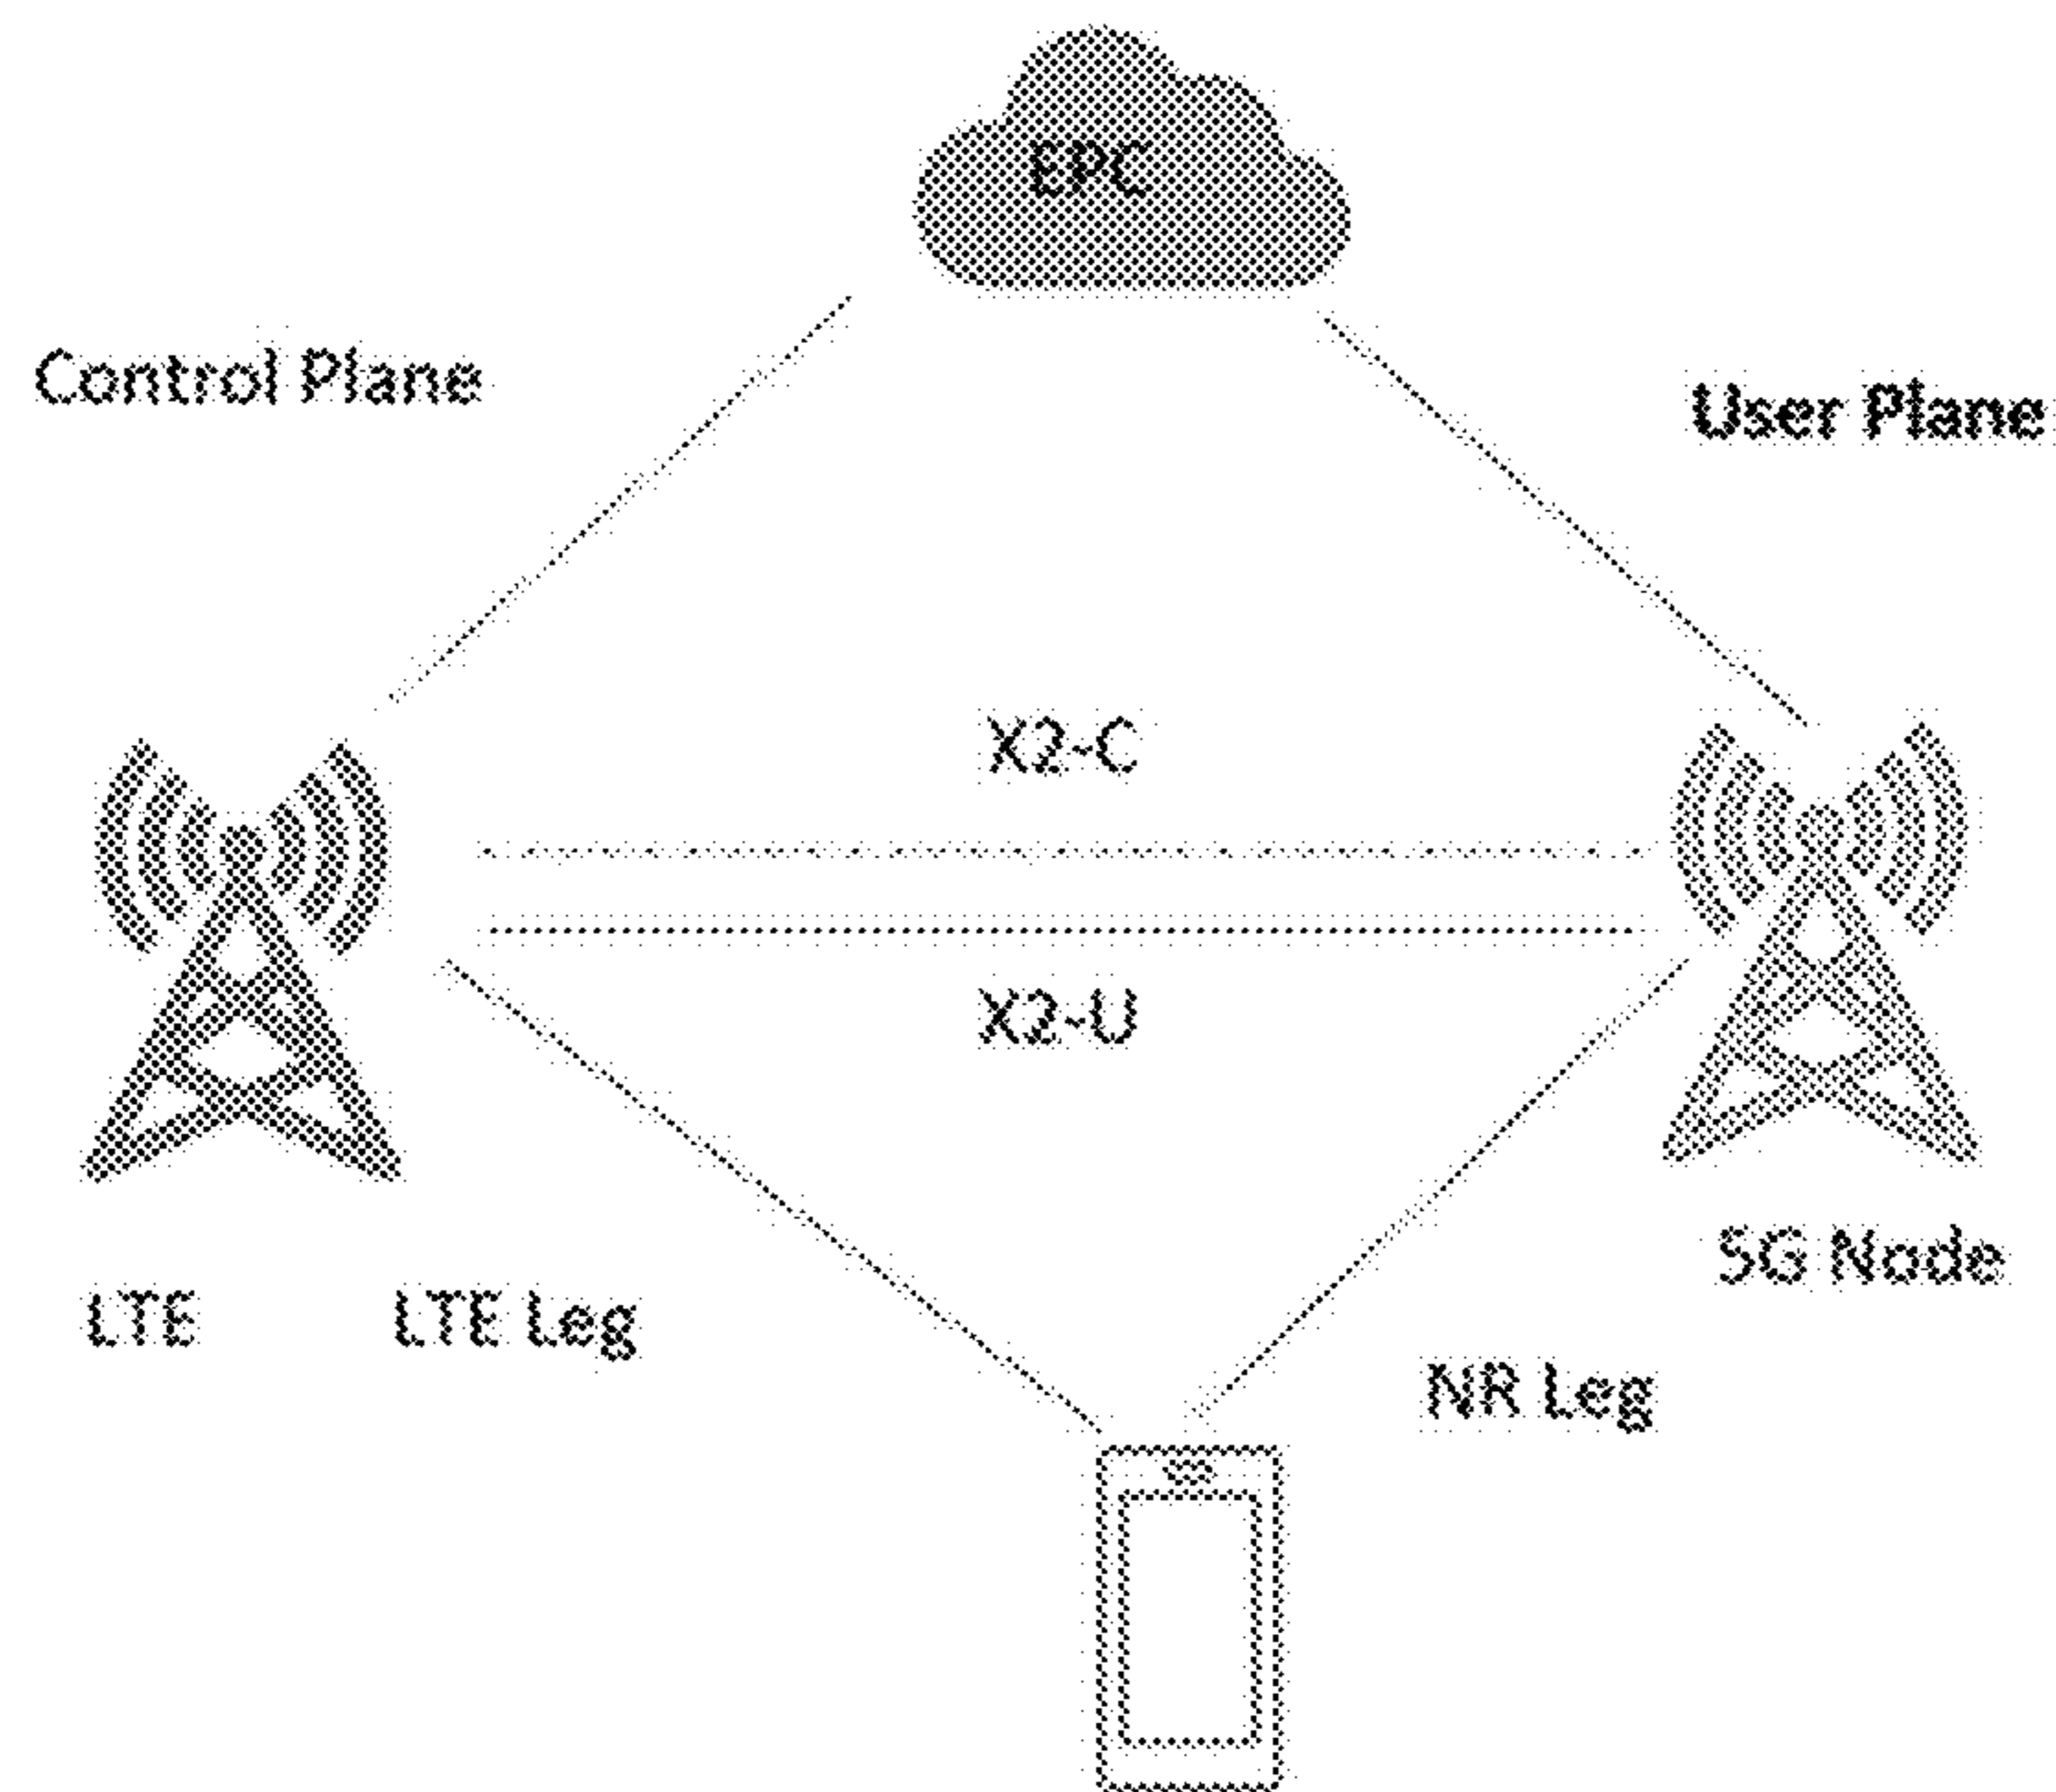 EPC
Control Plane
User Plane
X2-C
X2-U
5G Node
LTE
LTE Leg
NR Leg